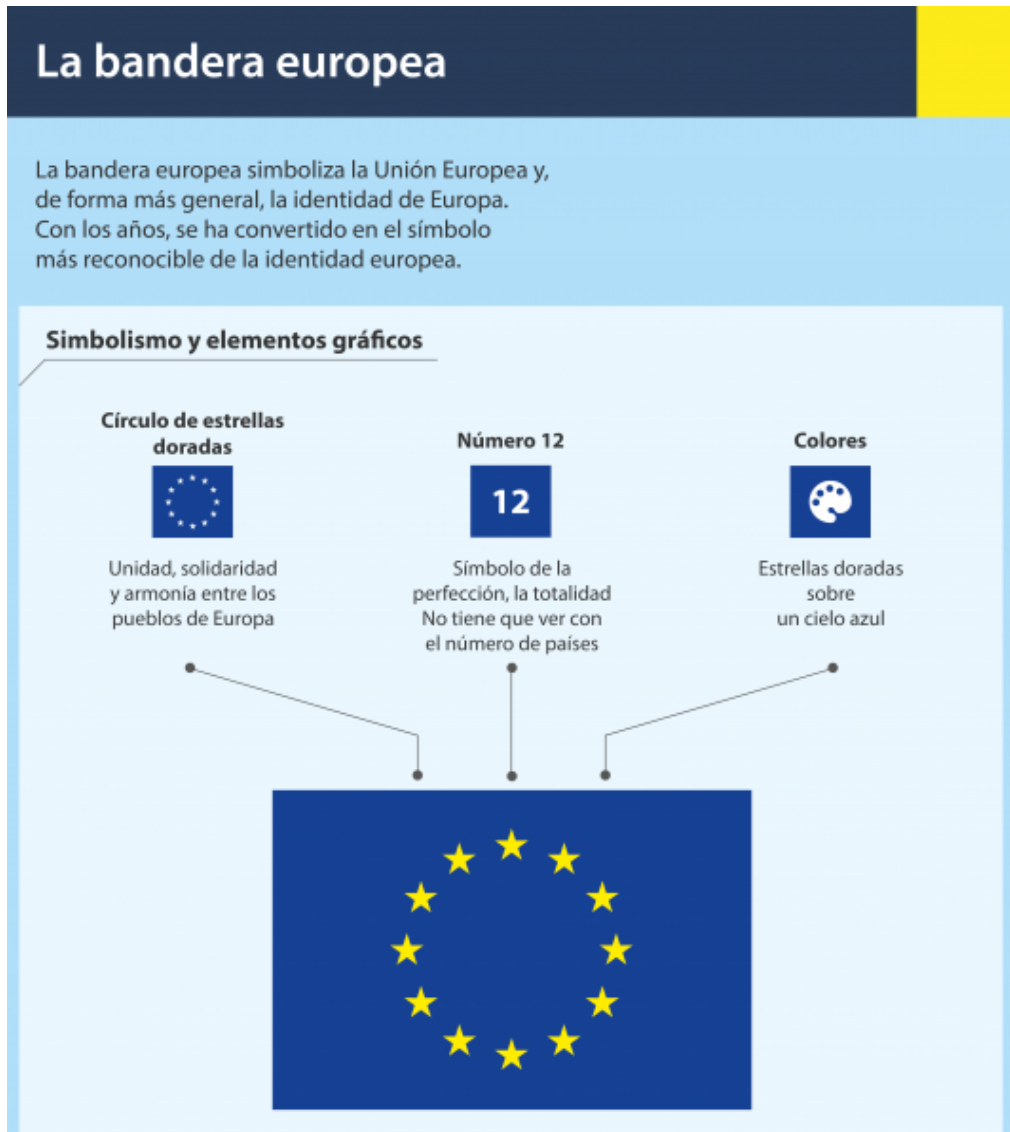 La bandera europea
La bandera europea simboliza la Unión Europea y,
de forma más general, la identidad de Europa.
Con los años, se ha convertido en el símbolo
más reconocible de la identidad europea.
Simbolismo y elementos gráficos
Círculo de estrellas
doradas
Unidad, solidaridad
y armonía entre los
pueblos de Europa
Número 12
12
Símbolo de la
perfección, la totalidad
No tiene que ver con
el número de países
Colores
Estrellas doradas
sobre
un cielo azul